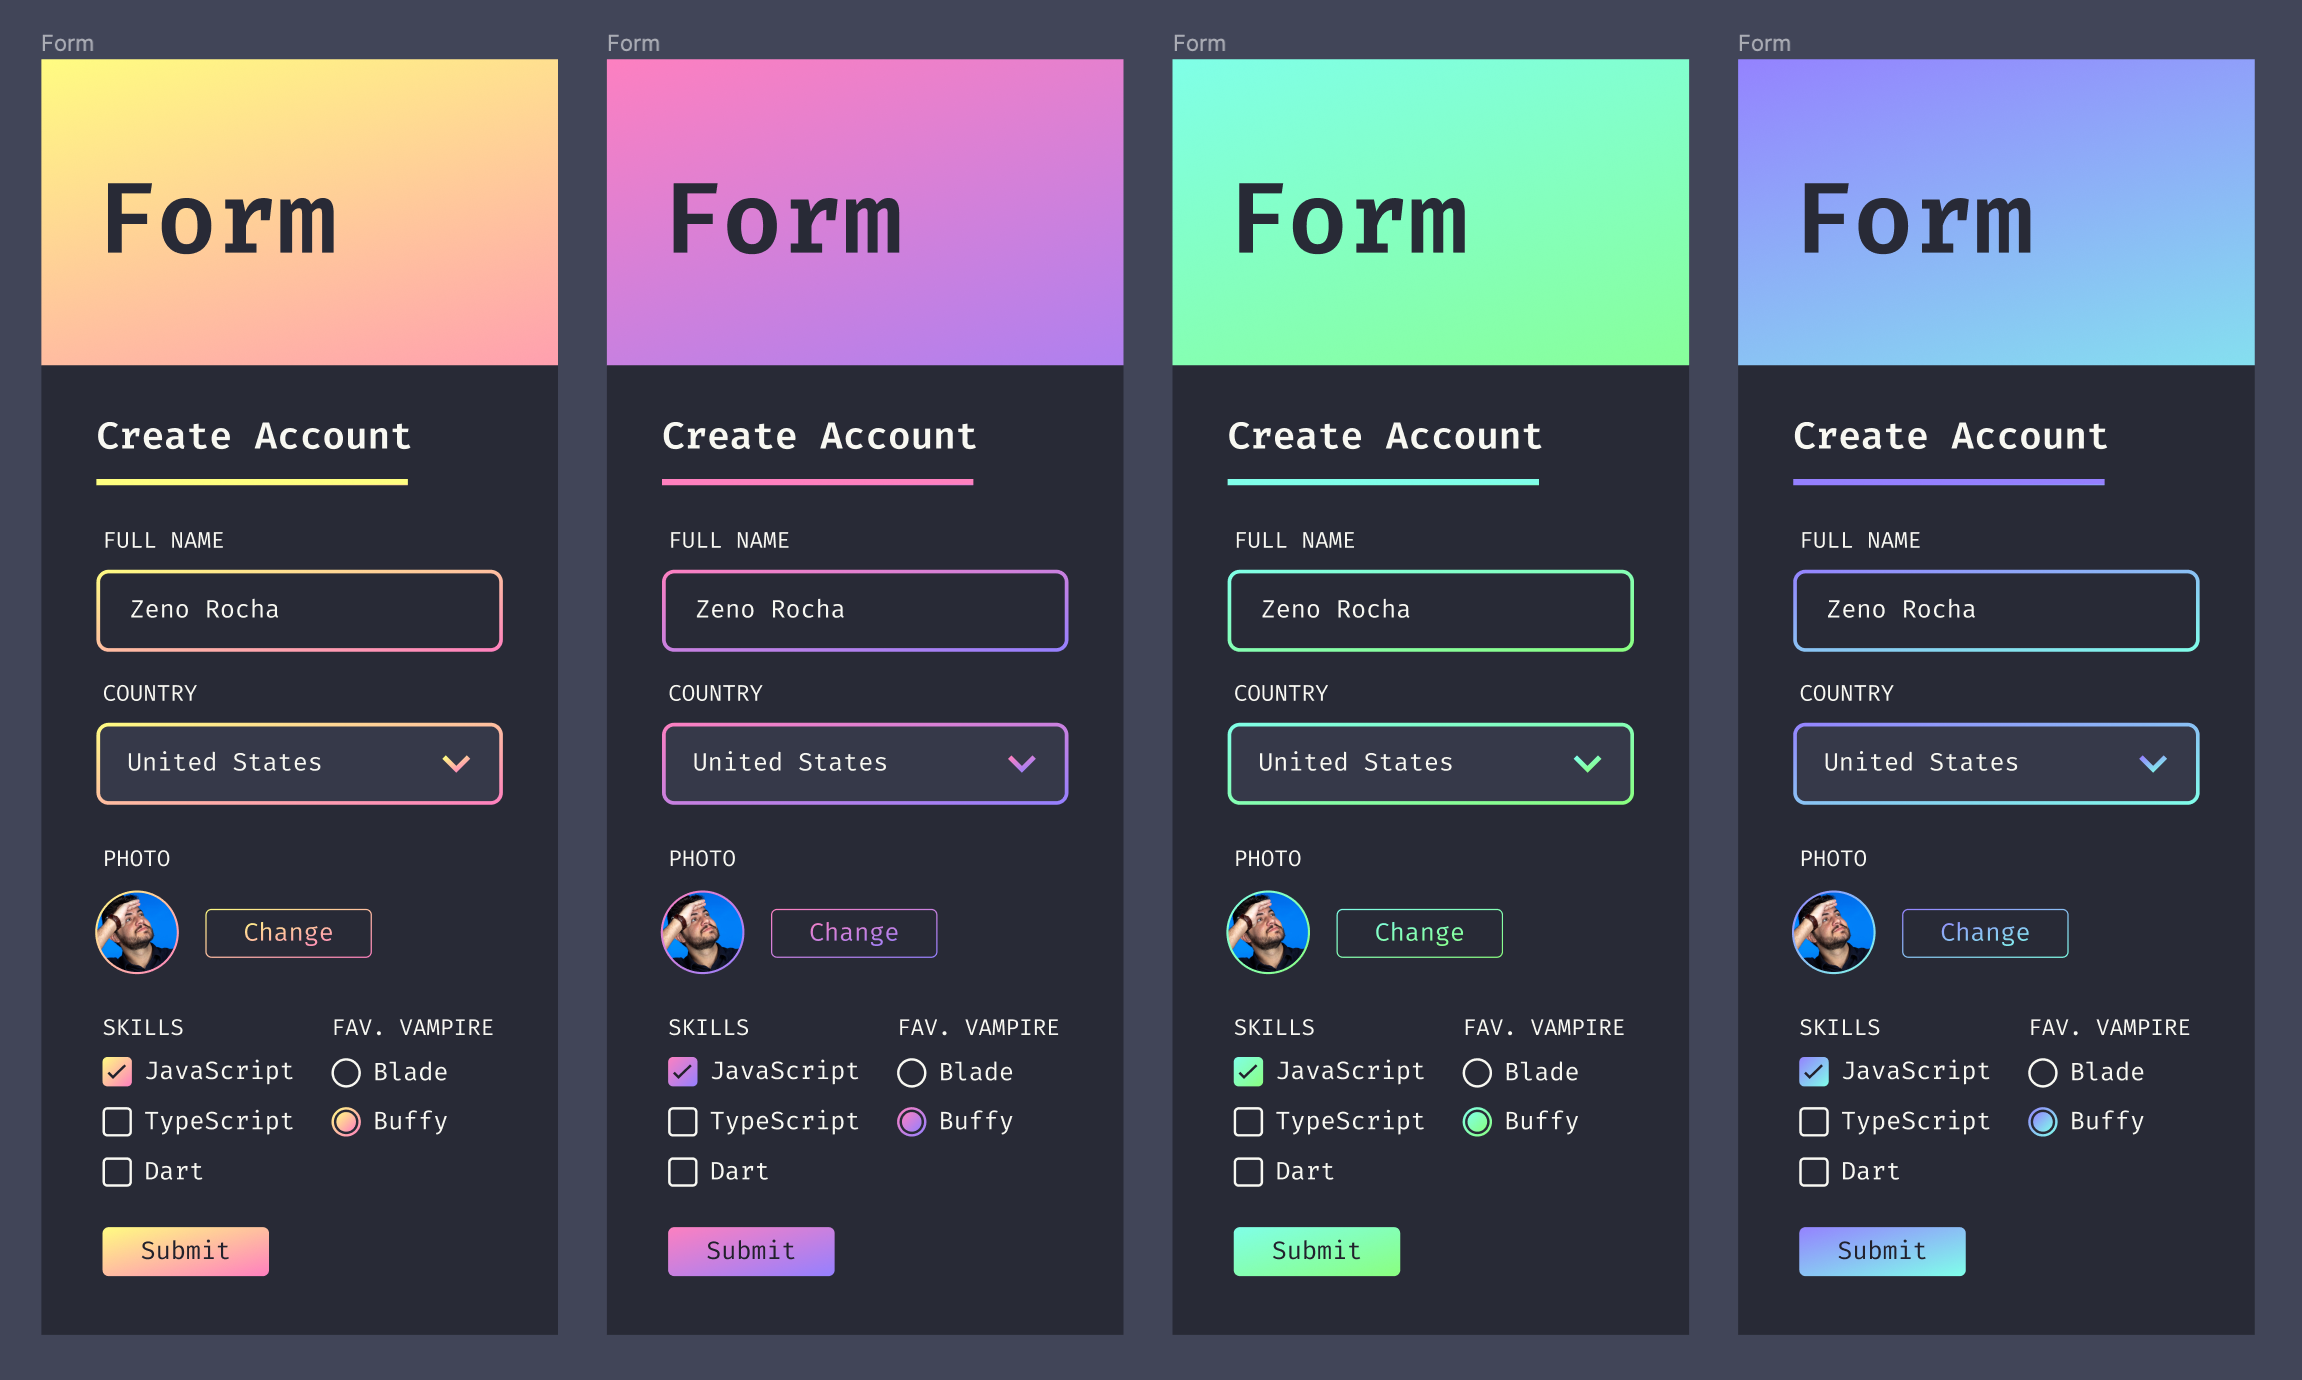 Form
Form
Create Account
FULL NAME
Zeno Rocha
COUNTRY
United States
PHOTO
Change
SKILLS
JavaScript
TypeScript
Dart
FAV. VAMPIRE
Blade
Buffy
Submit
Form
Form
Create Account
FULL NAME
Zeno Rocha
COUNTRY
United States
PHOTO
Change
SKILLS
JavaScript
TypeScript
Dart
FAV. VAMPIRE
Blade
Buffy
Submit
Form
Form
Create Account
FULL NAME
Zeno Rocha
COUNTRY
United States
PHOTO
Change
SKILLS
JavaScript
TypeScript
Dart
FAV. VAMPIRE
Blade
Buffy
Submit
Form
Form
Create Account
FULL NAME
Zeno Rocha
COUNTRY
United States
PHOTO
Change
SKILLS
JavaScript
TypeScript
Dart
FAV. VAMPIRE
Blade
Buffy
Submit